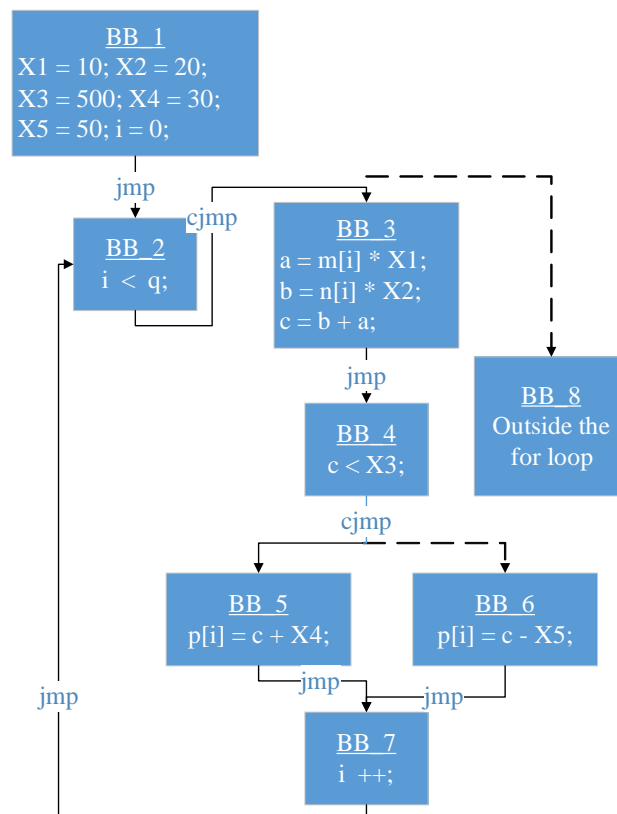 BB_1
X1 = 10; X2 = 20;
X3 = 500; X4 = 30;
X5 = 50; i = 0;
jmp
cjmp
BB_2
i < q;
BB_3
a = m[i] * X1;
b = n[i] * X2;
c = b + a;
jmp
BB_8
Outside the
for loop
BB_4
c < X3;
cjmp
BB_5
p[i] = c + X4;
BB_6
p[i] = c - X5;
jmp
jmp
jmp
BB_7
i ++;